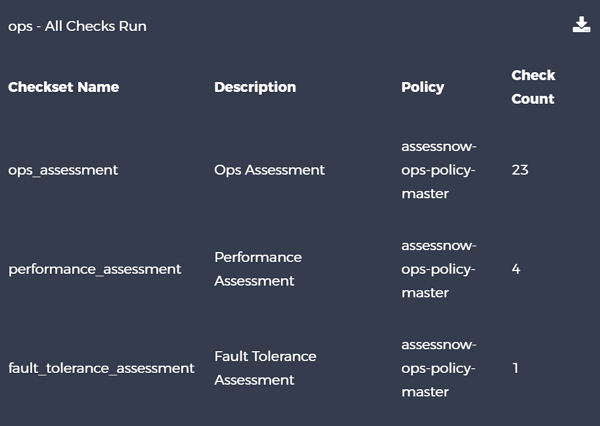 ops - All Checks Run
Checkset Name Description Policy Check Count
ops_assessment Ops Assessment assessnow-ops-policy-master 23
performance_assessment Performance Assessment assessnow-ops-policy-master 4
fault_tolerance_assessment Fault Tolerance Assessment assessnow-ops-policy-master 1